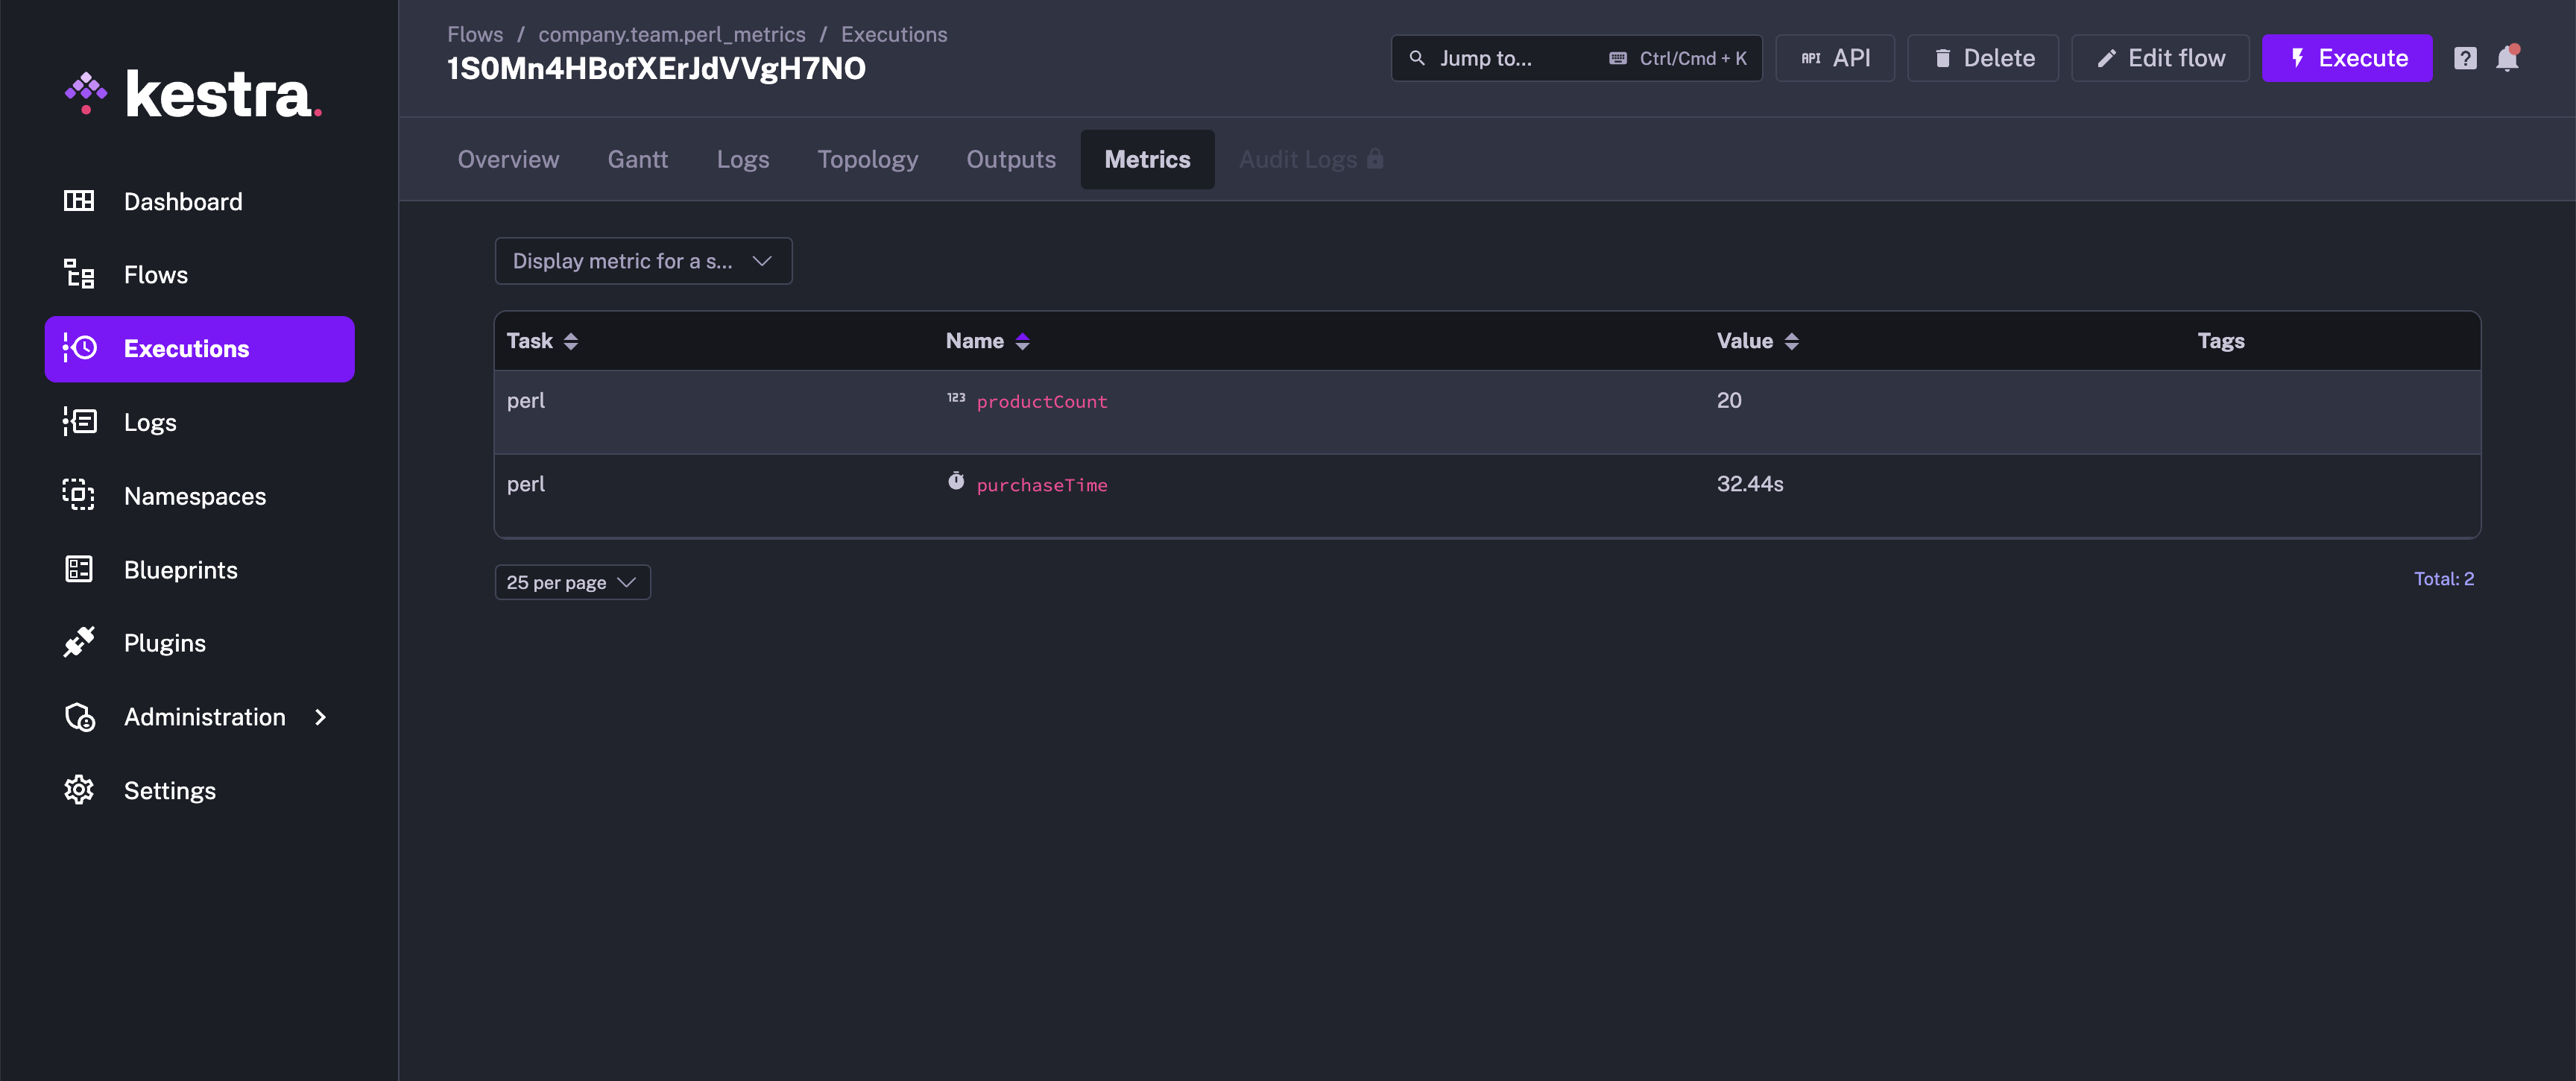 kestra.
Dashboard
Flows
Executions
Logs
Namespaces
Blueprints
Plugins
Administration
Settings
Flows / company.team.perl_metrics / Executions
1S0Mn4HBofXErJdVVgH7NO
Jump to... Ctrl/Cmd + K
API API
Delete
Edit flow
Execute
Overview Gantt Logs Topology Outputs Metrics Audit Logs
Display metric for a s...
Task Name Value Tags
perl 123 productCount 20
perl purchaseTime 32.44s
25 per page
Total: 2